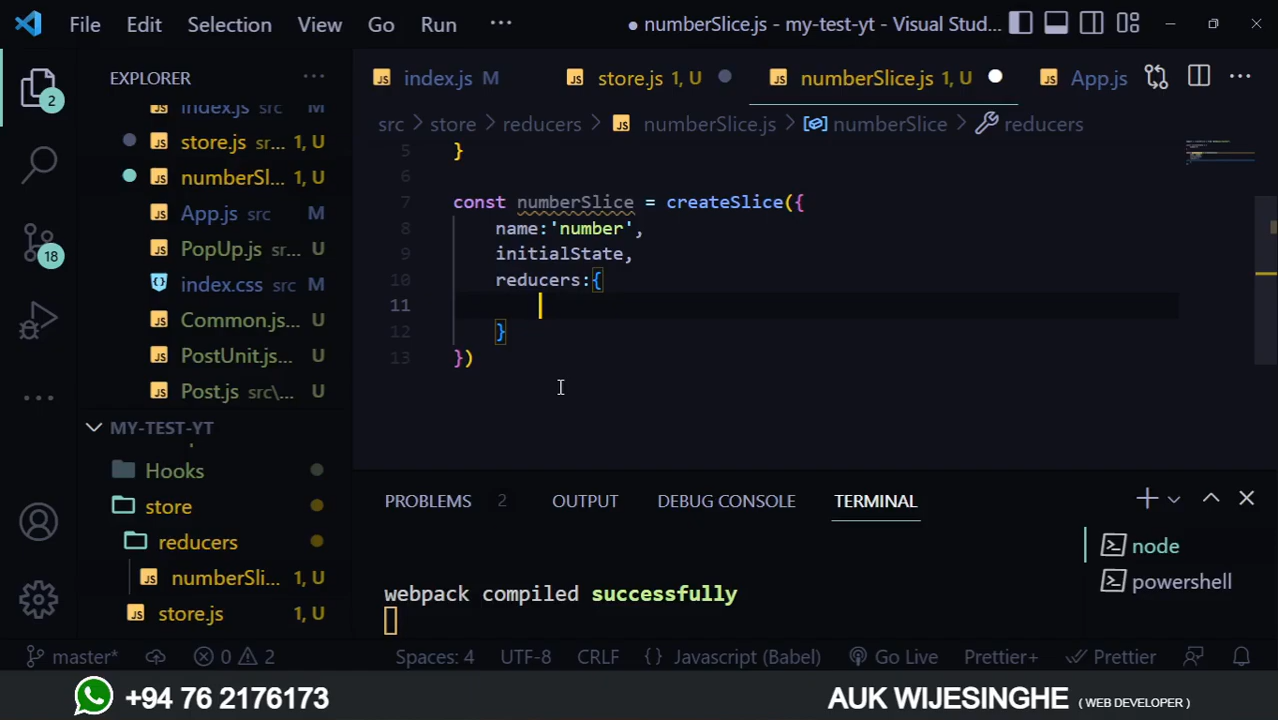 File Edit Selection View Go Run ··· ● numberSlice.js - my-test-yt - Visual Stud...
EXPLORER ···
index.js src M
store.js sr... 1, U
numberSl... 1, U
App.js src M
PopUp.js src U
index.css src M
Common.js... U
PostUnit.js... U
Post.js src\... U
MY-TEST-YT
Hooks
store
reducers
numberSli... 1, U
store.js 1, U
2
18
index.js M store.js 1, U numberSlice.js 1, U App.js ···
src > store > reducers > numberSlice.js > numberSlice > reducers
5 }
6
7 const numberSlice = createSlice({
8 name:'number',
9 initialState,
10 reducers:{
11
12 }
13 })
PROBLEMS 2 OUTPUT DEBUG CONSOLE TERMINAL
webpack compiled successfully
node
powershell
master* 0 2 Spaces: 4 UTF-8 CRLF {} Javascript (Babel) Go Live Prettier+ Prettier
+94 76 2176173 AUK WIJESINGHE ( WEB DEVELOPER )